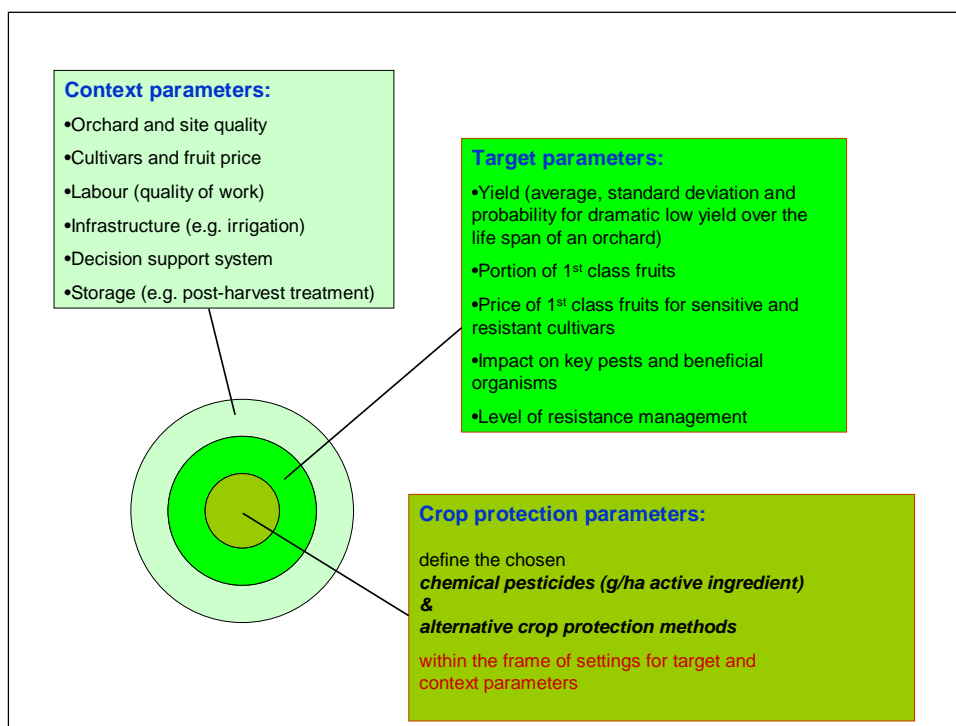 Context parameters:
•Orchard and site quality
•Cultivars and fruit price
•Labour (quality of work)
•Infrastructure (e.g. irrigation)
•Decision support system
•Storage (e.g. post-harvest treatment)
Target parameters:
•Yield (average, standard deviation and
probability for dramatic low yield over the
life span of an orchard)
•Portion of 1st class fruits
•Price of 1st class fruits for sensitive and
resistant cultivars
•Impact on key pests and beneficial
organisms
•Level of resistance management
Crop protection parameters:
define the chosen
chemical pesticides (g/ha active ingredient)
&
alternative crop protection methods
within the frame of settings for target and
context parameters